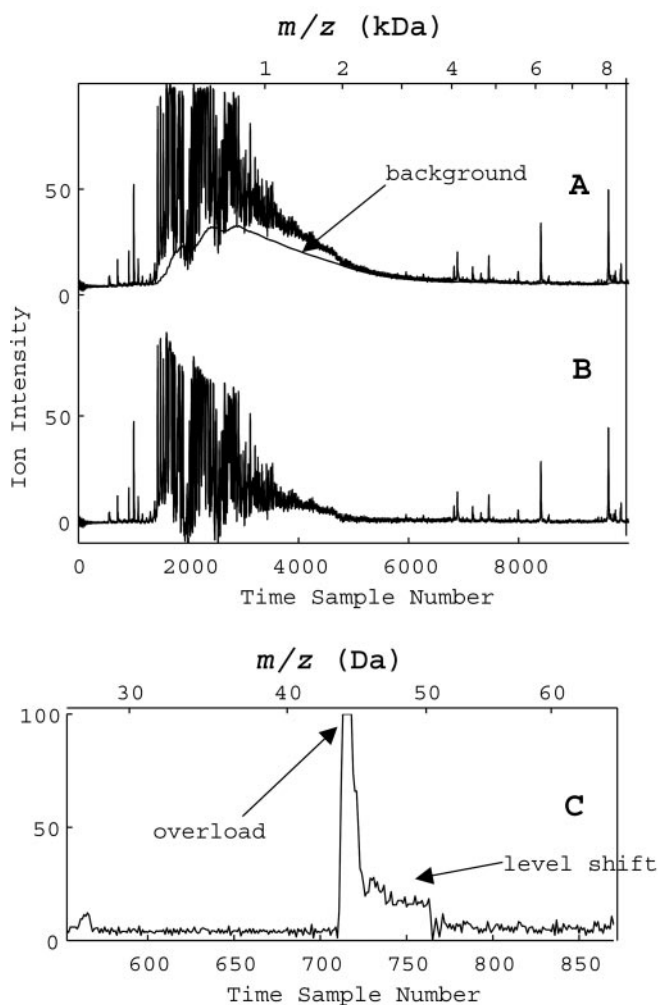 m/z (kDa)
1 2 4 6 8
A
background
50
0
B
Ion Intensity
50
0
0 2000 4000 6000 8000
Time Sample Number
m/z (Da)
30 40 50 60
100
C
overload
50
level shift
0
600 650 700 750 800 850
Time Sample Number